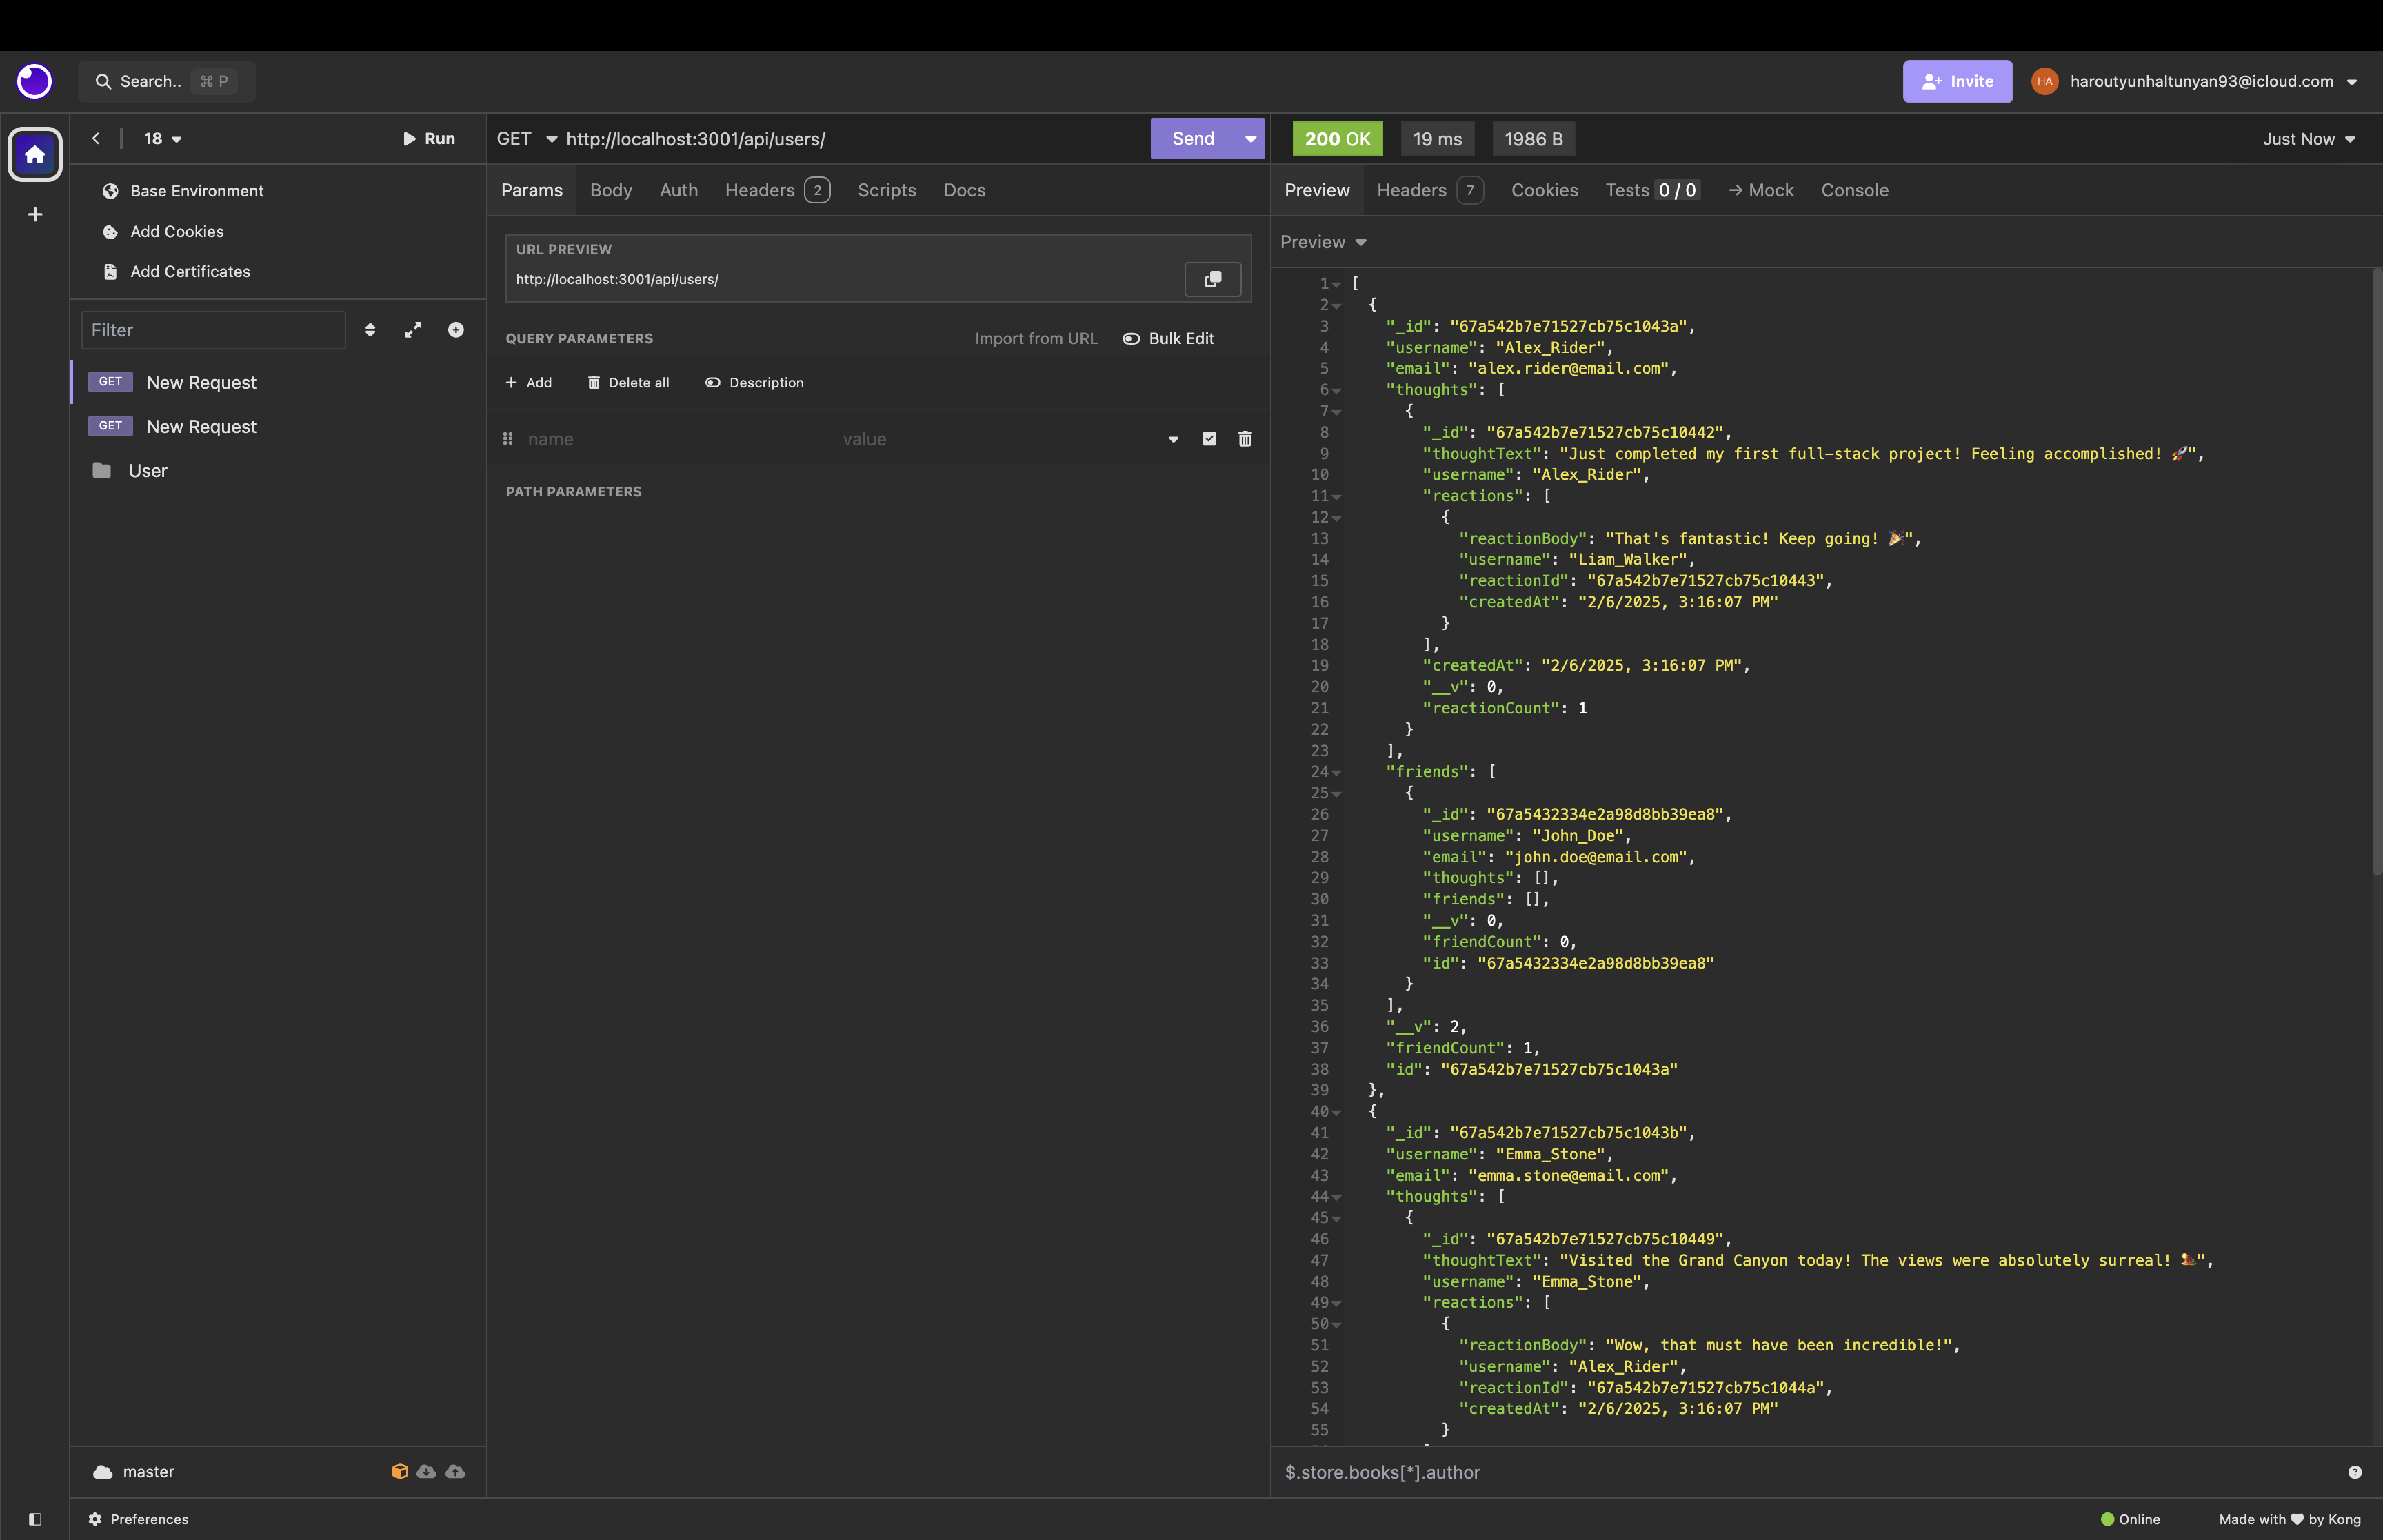 Search.. ⌘ P
Invite
HA haroutyunhaltunyan93@icloud.com
18
Run
Base Environment
Add Cookies
Add Certificates
Filter
GET New Request
GET New Request
User
master
GET http://localhost:3001/api/users/ Send
Params Body Auth Headers 2 Scripts Docs
URL PREVIEW
http://localhost:3001/api/users/
QUERY PARAMETERS Import from URL Bulk Edit
Add Delete all Description
name value
PATH PARAMETERS
200 OK 19 ms 1986 B Just Now
Preview Headers 7 Cookies Tests 0 / 0 → Mock Console
Preview
1 [
2 {
3 "_id": "67a542b7e71527cb75c1043a",
4 "username": "Alex_Rider",
5 "email": "alex.rider@email.com",
6 "thoughts": [
7 {
8 "_id": "67a542b7e71527cb75c10442",
9 "thoughtText": "Just completed my first full-stack project! Feeling accomplished! 🚀",
10 "username": "Alex_Rider",
11 "reactions": [
12 {
13 "reactionBody": "That's fantastic! Keep going! 🎉",
14 "username": "Liam_Walker",
15 "reactionId": "67a542b7e71527cb75c10443",
16 "createdAt": "2/6/2025, 3:16:07 PM"
17 }
18 ],
19 "createdAt": "2/6/2025, 3:16:07 PM",
20 "__v": 0,
21 "reactionCount": 1
22 }
23 ],
24 "friends": [
25 {
26 "_id": "67a5432334e2a98d8bb39ea8",
27 "username": "John_Doe",
28 "email": "john.doe@email.com",
29 "thoughts": [],
30 "friends": [],
31 "__v": 0,
32 "friendCount": 0,
33 "id": "67a5432334e2a98d8bb39ea8"
34 }
35 ],
36 "__v": 2,
37 "friendCount": 1,
38 "id": "67a542b7e71527cb75c1043a"
39 },
40 {
41 "_id": "67a542b7e71527cb75c1043b",
42 "username": "Emma_Stone",
43 "email": "emma.stone@email.com",
44 "thoughts": [
45 {
46 "_id": "67a542b7e71527cb75c10449",
47 "thoughtText": "Visited the Grand Canyon today! The views were absolutely surreal! 🏜️",
48 "username": "Emma_Stone",
49 "reactions": [
50 {
51 "reactionBody": "Wow, that must have been incredible!",
52 "username": "Alex_Rider",
53 "reactionId": "67a542b7e71527cb75c1044a",
54 "createdAt": "2/6/2025, 3:16:07 PM"
55 }
$.store.books[*].author
Preferences
Online
Made with ♥ by Kong